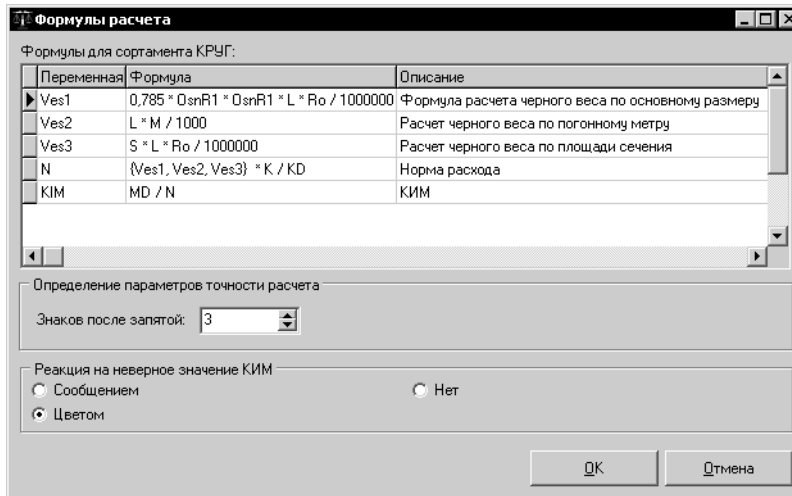 Формулы расчета
Формулы для сортамента КРУГ:
Переменная Формула Описание
Ves1 0,785 * OsnR1 * OsnR1 * L * Ro / 1000000 Формула расчета черного веса по основному размеру
Ves2 L * M / 1000 Расчет черного веса по погонному метру
Ves3 S * L * Ro / 1000000 Расчет черного веса по площади сечения
N {Ves1, Ves2, Ves3} * K / KD Норма расхода
KIM MD / N КИМ
Определение параметров точности расчета
Знаков после запятой: 3
Реакция на неверное значение КИМ
Сообщением Нет
Цветом
OK Отмена